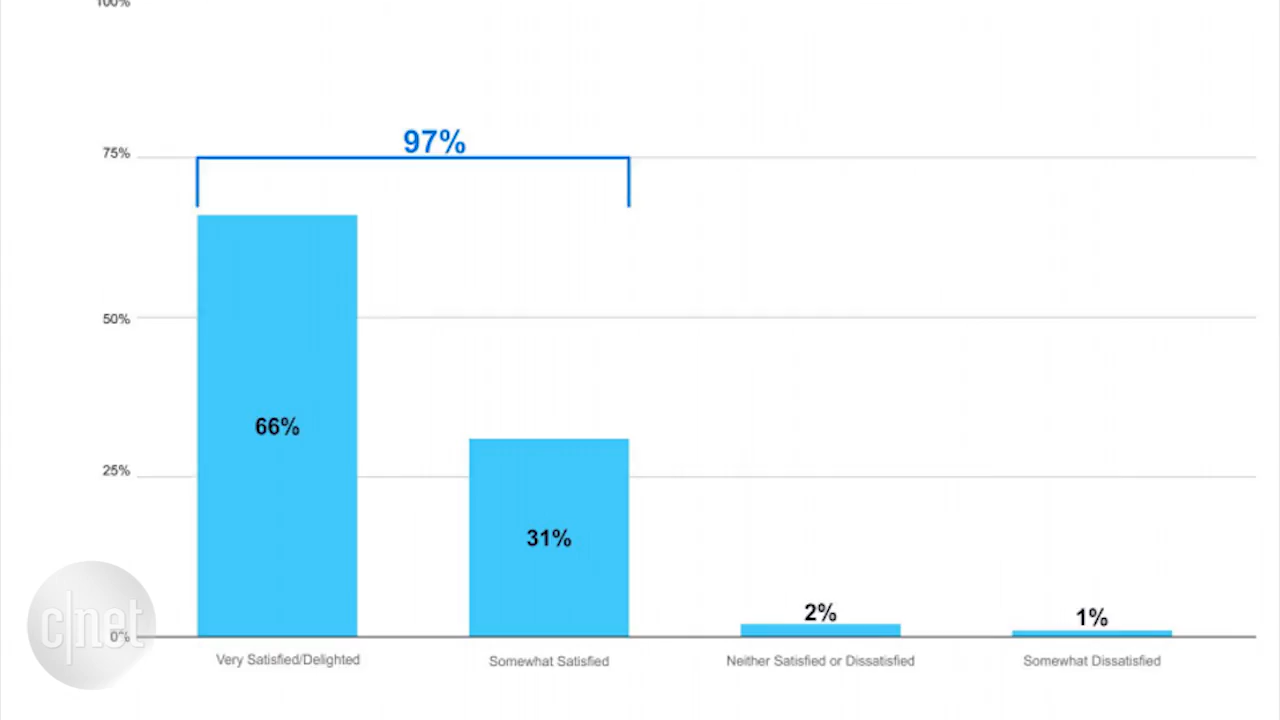 100%
97%
75%
50%
66%
25%
31%
2%
1%
0%
Very Satisfied/Delighted
Somewhat Satisfied
Neither Satisfied or Dissatisfied
Somewhat Dissatisfied
c|net